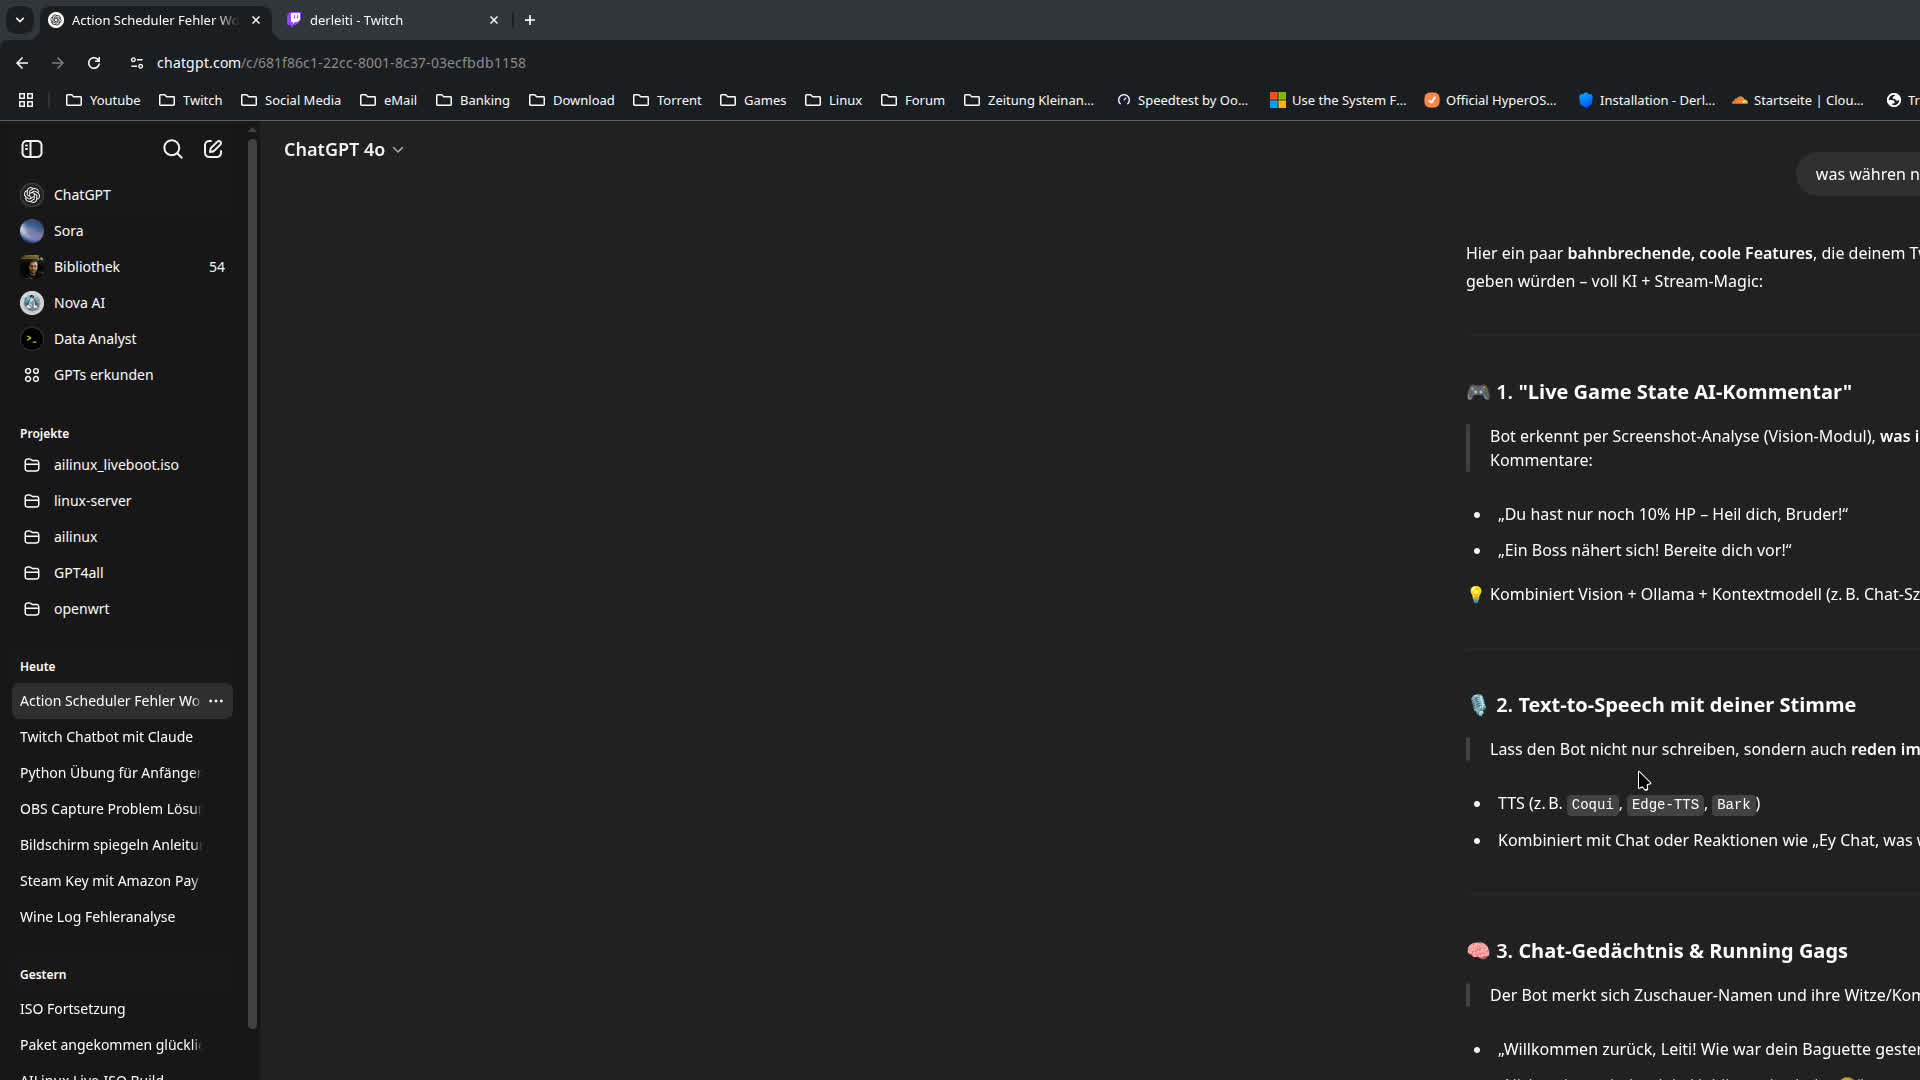 Action Scheduler Fehler Wo
derleiti - Twitch
chatgpt.com/c/681f86c1-22cc-8001-8c37-03ecfbdb1158
Youtube
Twitch
Social Media
eMail
Banking
Download
Torrent
Games
Linux
Forum
Zeitung Kleinan...
Speedtest by Oo...
Use the System F...
Official HyperOS...
Installation - Derl...
Startseite | Clou...
Tr
ChatGPT
Sora
Bibliothek 54
Nova AI
Data Analyst
GPTs erkunden
Projekte
ailinux_liveboot.iso
linux-server
ailinux
GPT4all
openwrt
Heute
Action Scheduler Fehler Wo
Twitch Chatbot mit Claude
Python Übung für Anfänger
OBS Capture Problem Lösu
Bildschirm spiegeln Anleitu
Steam Key mit Amazon Pay
Wine Log Fehleranalyse
Gestern
ISO Fortsetzung
Paket angekommen glückli
AILinux Live ISO Build
ChatGPT 4o
was währen n
Hier ein paar bahnbrechende, coole Features, die deinem Tw
geben würden – voll KI + Stream-Magic:
🎮 1. "Live Game State AI-Kommentar"
Bot erkennt per Screenshot-Analyse (Vision-Modul), was i
Kommentare:
• „Du hast nur noch 10% HP – Heil dich, Bruder!“
• „Ein Boss nähert sich! Bereite dich vor!“
💡 Kombiniert Vision + Ollama + Kontextmodell (z. B. Chat-Sz
🎙️ 2. Text-to-Speech mit deiner Stimme
Lass den Bot nicht nur schreiben, sondern auch reden im
• TTS (z. B. Coqui, Edge-TTS, Bark)
• Kombiniert mit Chat oder Reaktionen wie „Ey Chat, was w
🧠 3. Chat-Gedächtnis & Running Gags
Der Bot merkt sich Zuschauer-Namen und ihre Witze/Kom
• „Willkommen zurück, Leiti! Wie war dein Baguette gester